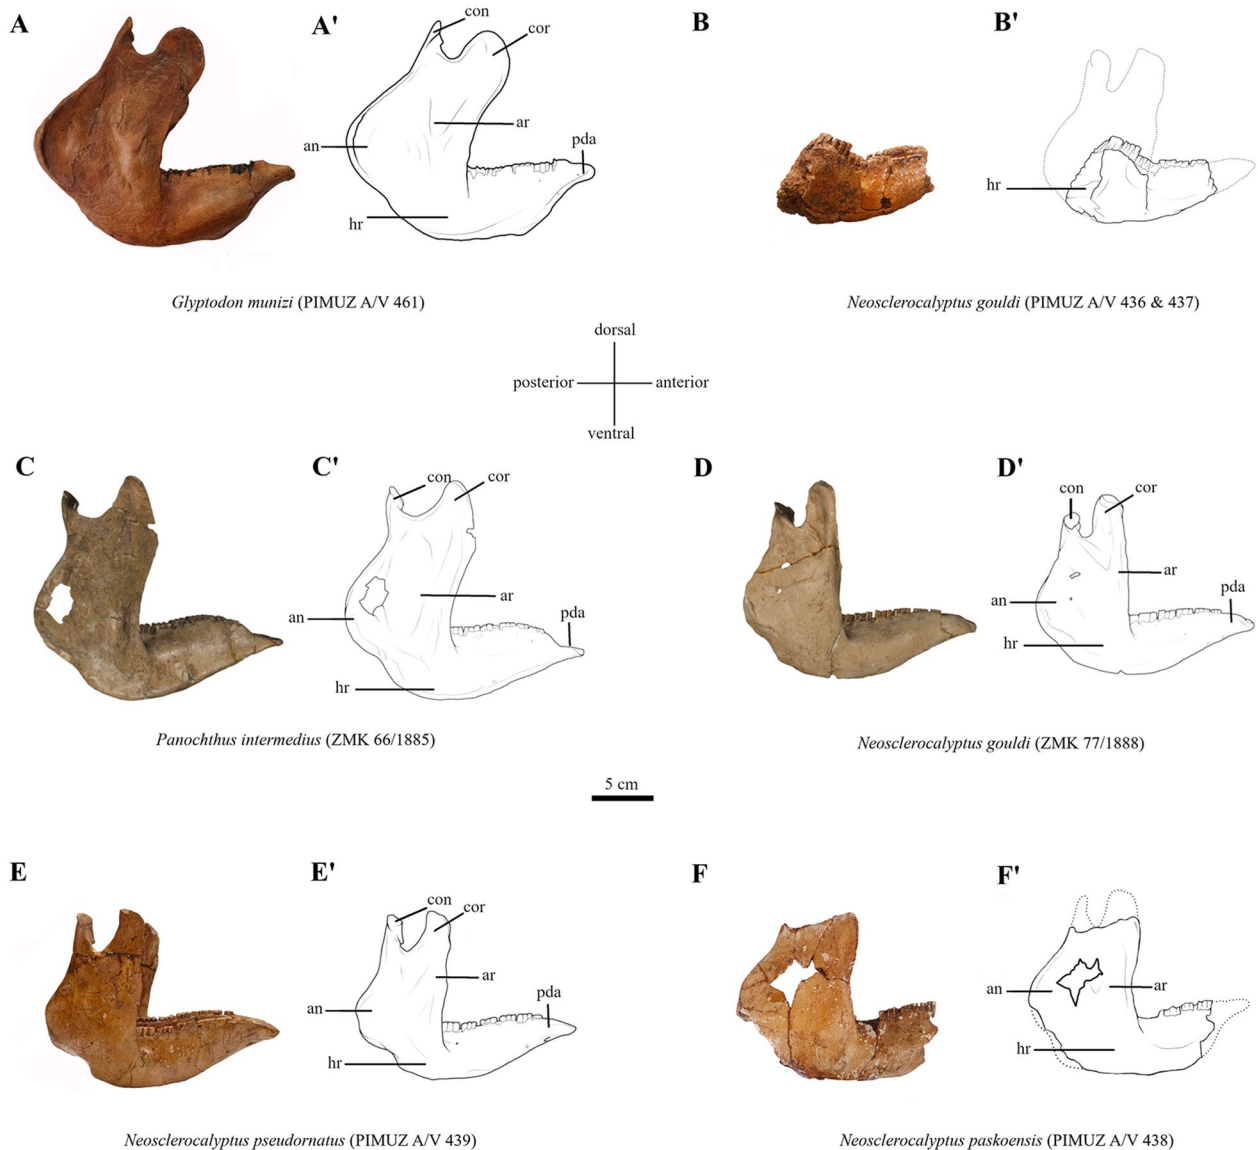 A
A'
con
cor
ar
an
pda
hr
B
B'
hr
Glyptodon munizi (PIMUZ A/V 461)
Neosclerocalyptus gouldi (PIMUZ A/V 436 & 437)
dorsal
posterior
anterior
ventral
C
C'
con
cor
an
ar
pda
hr
D
D'
con
cor
ar
an
pda
hr
Panochthus intermedius (ZMK 66/1885)
Neosclerocalyptus gouldi (ZMK 77/1888)
5 cm
E
E'
con
cor
ar
an
pda
hr
F
F'
an
ar
hr
Neosclerocalyptus pseudornatus (PIMUZ A/V 439)
Neosclerocalyptus paskoensis (PIMUZ A/V 438)